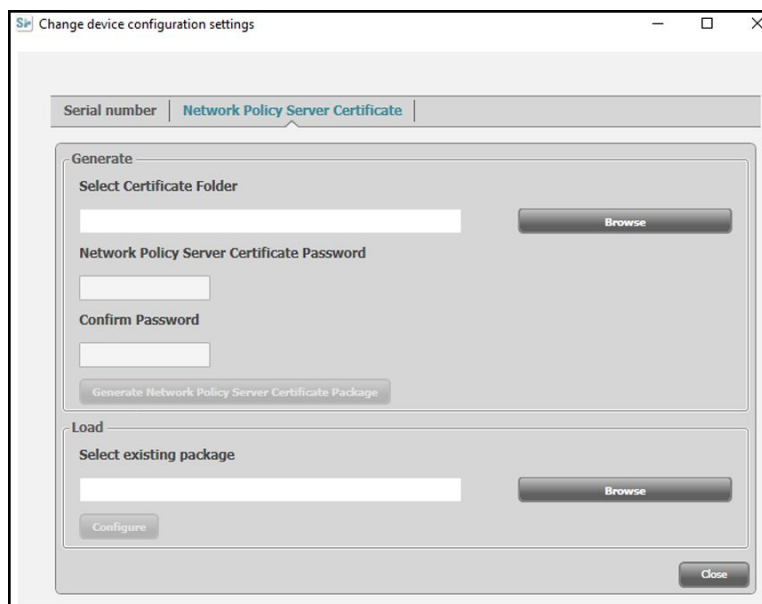 Change device configuration settings
Serial number
Network Policy Server Certificate
Generate
Select Certificate Folder
Browse
Network Policy Server Certificate Password
Confirm Password
Generate Network Policy Server Certificate Package
Load
Select existing package
Browse
Configure
Close